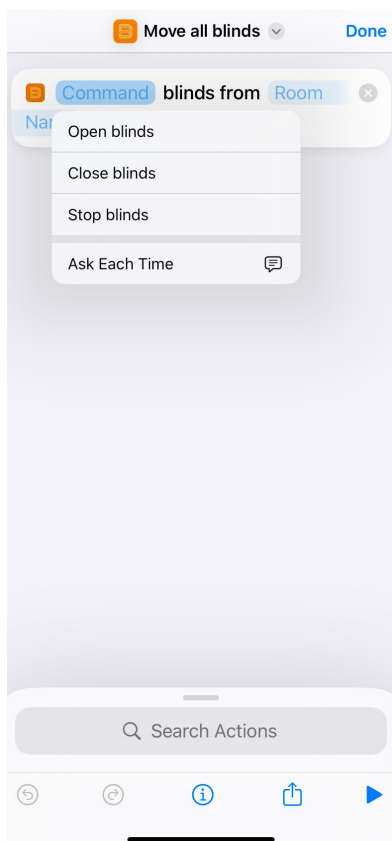 Move all blinds
Done
Command blinds from Room
Nar
Open blinds
Close blinds
Stop blinds
Ask Each Time
Search Actions